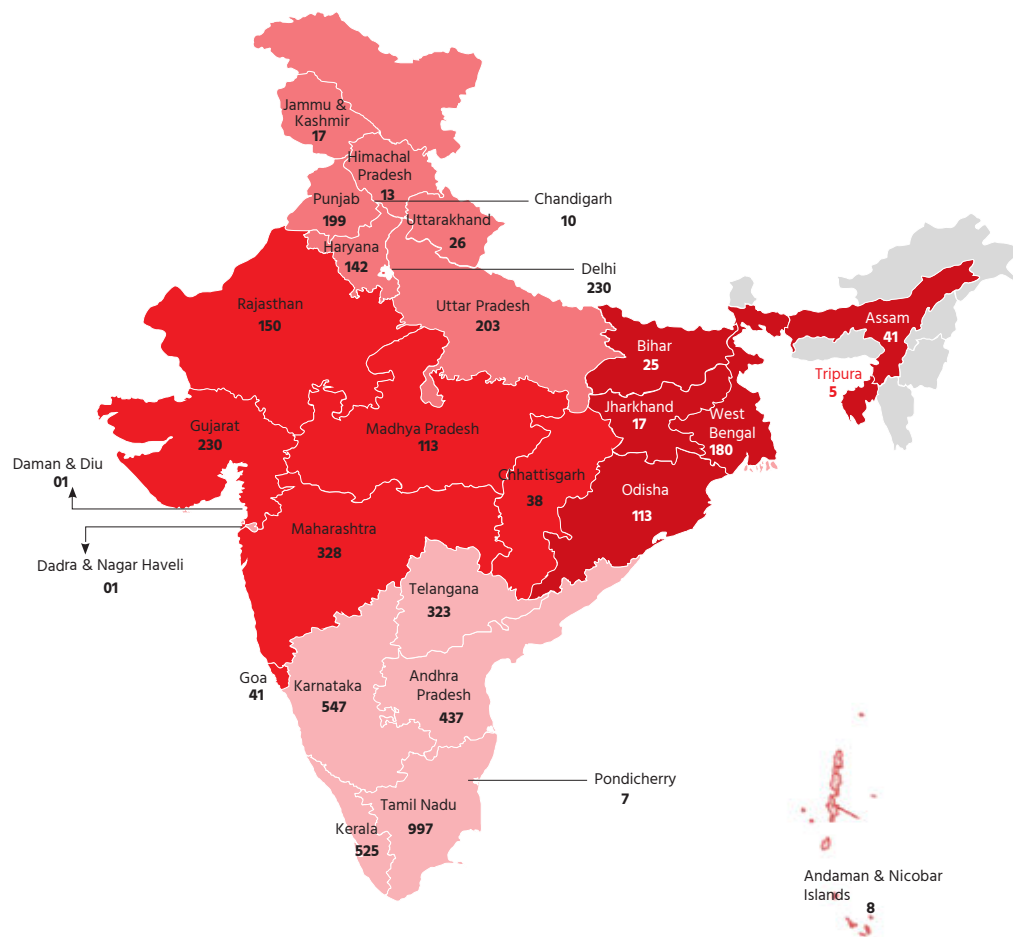 Jammu &
Kashmir
17
Himachal
Pradesh
13
Punjab
199
Chandigarh
10
Uttarakhand
26
Haryana
142
Delhi
230
Rajasthan
150
Uttar Pradesh
203
Assam
41
Bihar
25
Tripura
5
Jharkhand
17
West
Bengal
180
Gujarat
230
Madhya Pradesh
113
Daman & Diu
01
Chhattisgarh
38
Odisha
113
Maharashtra
328
Dadra & Nagar Haveli
01
Telangana
323
Goa
41
Karnataka
547
Andhra
Pradesh
437
Pondicherry
7
Tamil Nadu
997
Kerala
525
Andaman & Nicobar
Islands
8